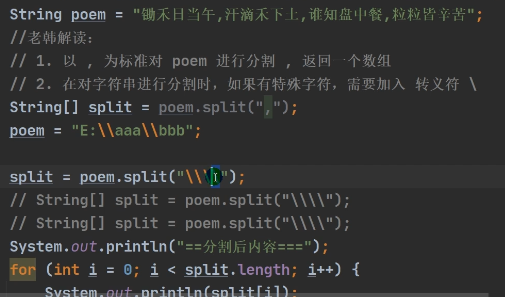 String poem = "锄禾日当午,汗滴禾下土,谁知盘中餐,粒粒皆辛苦";
//老韩解读：
// 1. 以 , 为标准对 poem 进行分割 , 返回一个数组
// 2. 在对字符串进行分割时，如果有特殊字符，需要加入 转义符 \
String[] split = poem.split(",");
poem = "E:\\aaa\\bbb";
split = poem.split("\\\\");
// String[] split = poem.split("\\\\");
// String[] split = poem.split("\\\\");
System.out.println("==分割后内容===");
for (int i = 0; i < split.length; i++) {
System.out.println(split[i]);